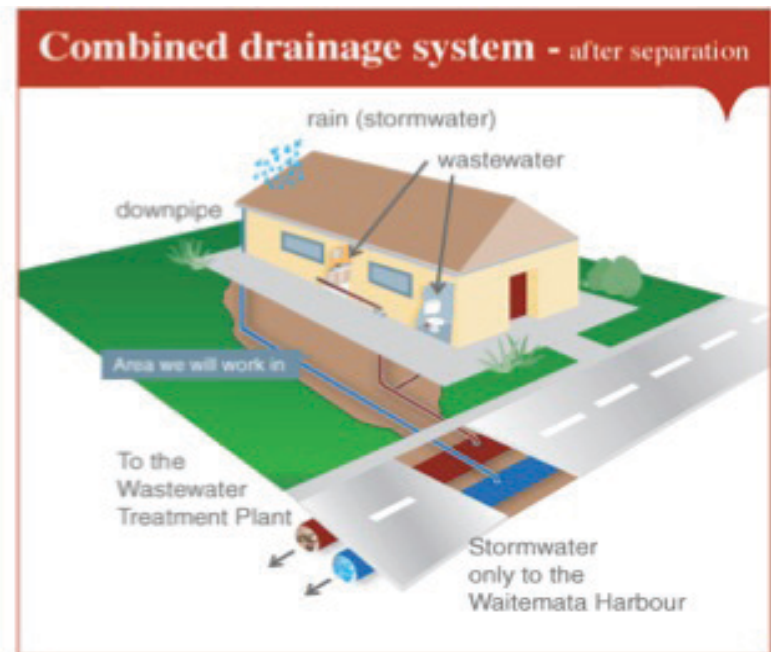 Combined drainage system - after separation
rain (stormwater)
wastewater
downpipe
Area we will work in
To the
Wastewater
Treatment Plant
Stormwater
only to the
Waitemata Harbour